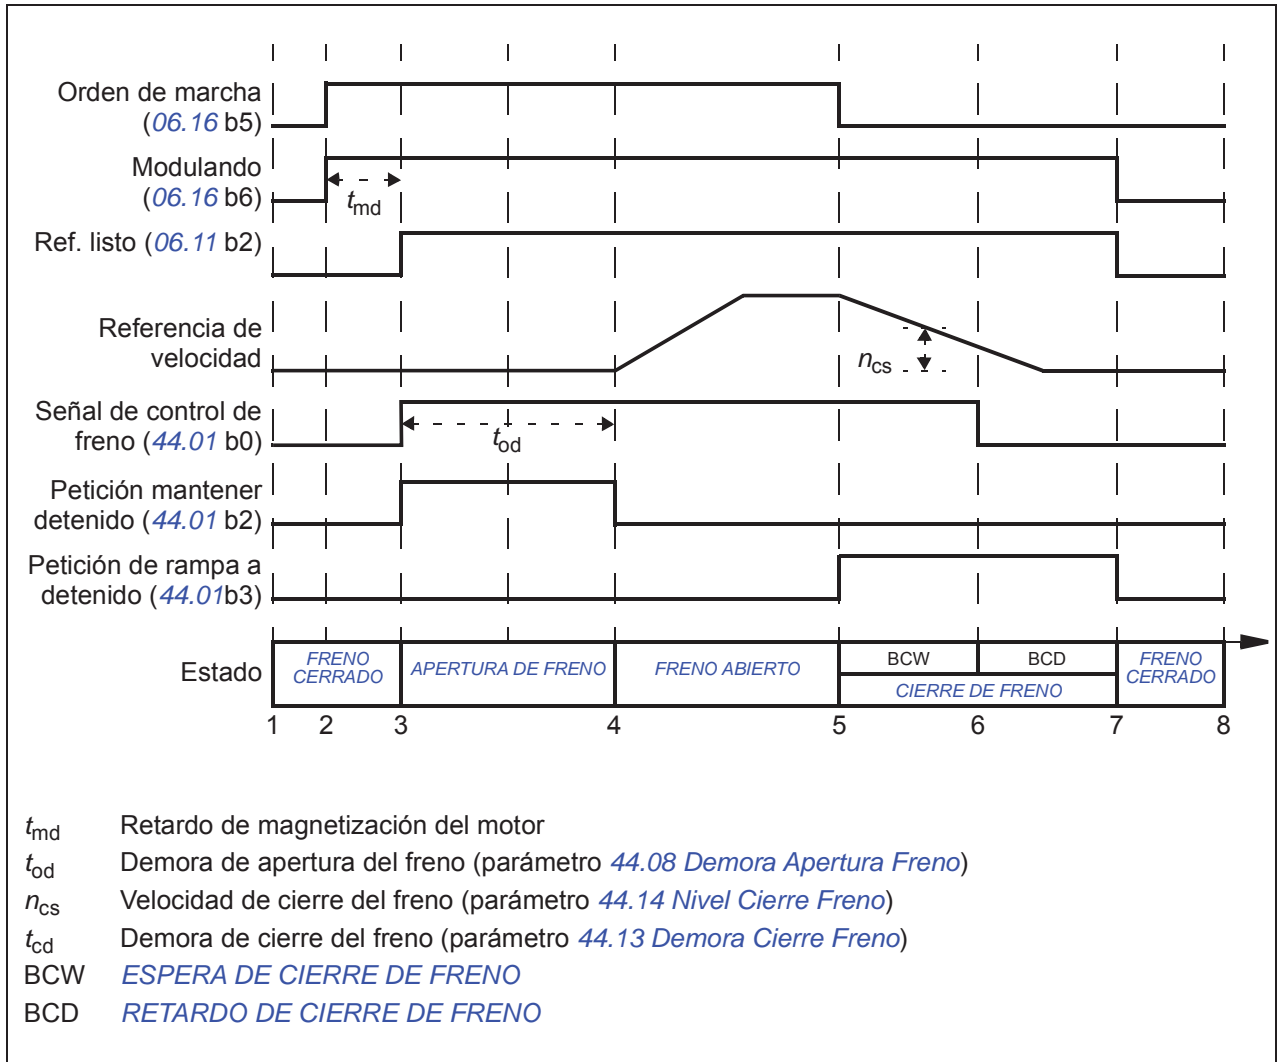 Orden de marcha
(06.16 b5)
Modulando
(06.16 b6)
tmd
Ref. listo (06.11 b2)
Referencia de
velocidad
ncs
Señal de control de
freno (44.01 b0)
tod
Petición mantener
detenido (44.01 b2)
Petición de rampa a
detenido (44.01b3)
Estado
FRENO
CERRADO
APERTURA DE FRENO
FRENO ABIERTO
BCW
BCD
CIERRE DE FRENO
FRENO
CERRADO
1 2 3 4 5 6 7 8
tmd Retardo de magnetización del motor
tod Demora de apertura del freno (parámetro 44.08 Demora Apertura Freno)
ncs Velocidad de cierre del freno (parámetro 44.14 Nivel Cierre Freno)
tcd Demora de cierre del freno (parámetro 44.13 Demora Cierre Freno)
BCW ESPERA DE CIERRE DE FRENO
BCD RETARDO DE CIERRE DE FRENO